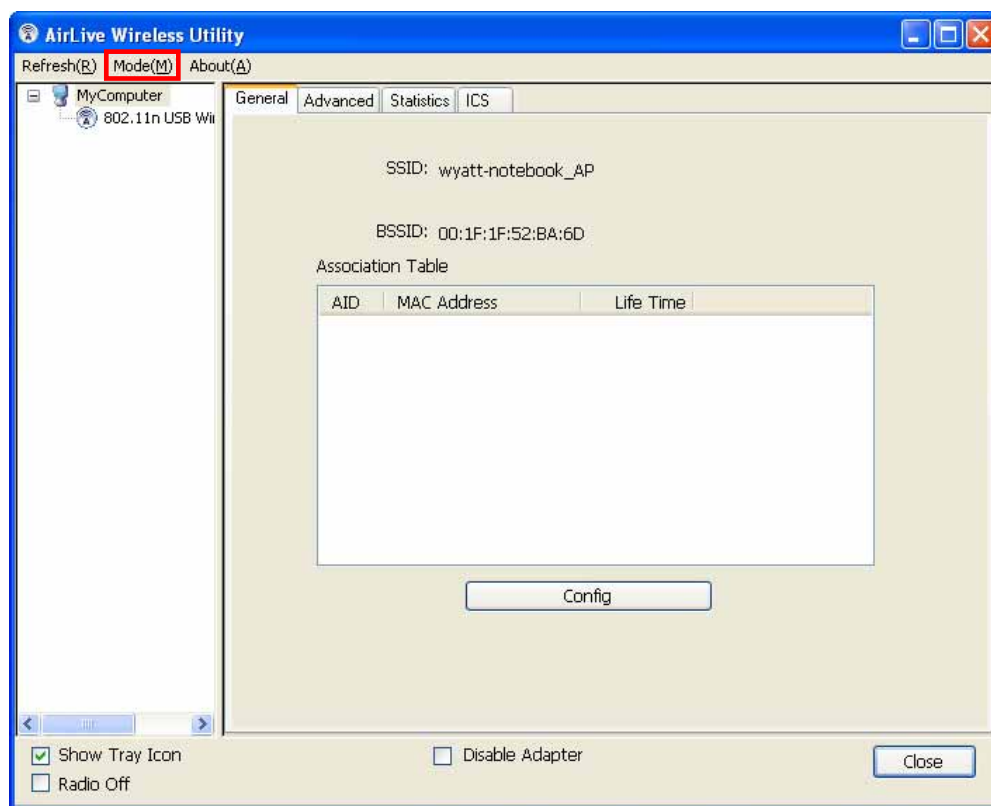 AirLive Wireless Utility
Refresh(R) Mode(M) About(A)
MyComputer
802.11n USB Wi
General Advanced Statistics ICS
SSID: wyatt-notebook_AP
BSSID: 00:1F:1F:52:BA:6D
Association Table
AID MAC Address Life Time
Config
Show Tray Icon
Disable Adapter
Close
Radio Off